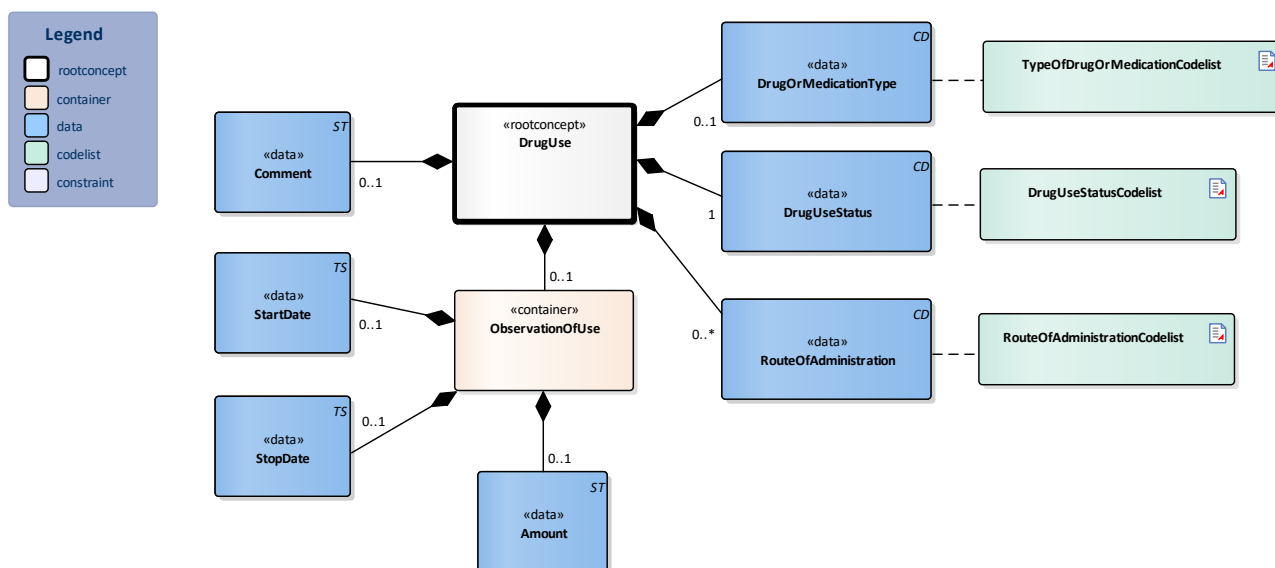 Legend
rootconcept
container
data
codelist
constraint
CD
«data»
DrugOrMedicationType
0..1
TypeOfDrugOrMedicationCodelist
«rootconcept»
DrugUse
ST
«data»
Comment
0..1
CD
«data»
DrugUseStatus
1
DrugUseStatusCodelist
TS
«data»
StartDate
0..1
0..1
«container»
ObservationOfUse
CD
«data»
RouteOfAdministration
0..*
RouteOfAdministrationCodelist
TS
«data»
StopDate
0..1
0..1
ST
«data»
Amount